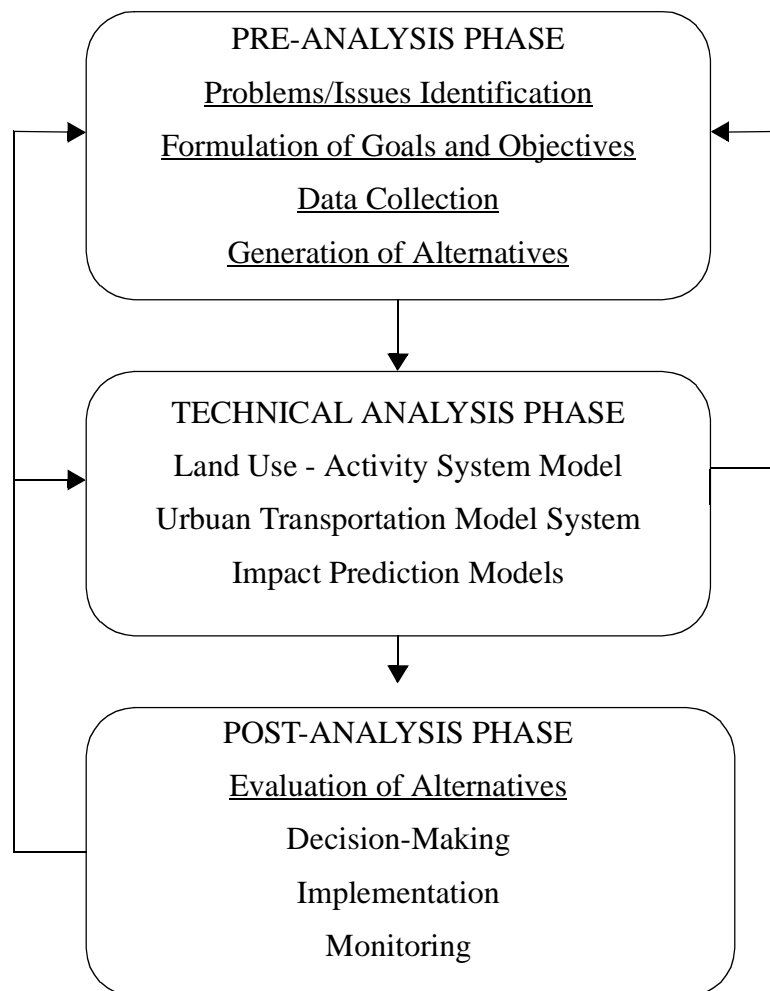 PRE-ANALYSIS PHASE
Problems/Issues Identification
Formulation of Goals and Objectives
Data Collection
Generation of Alternatives
TECHNICAL ANALYSIS PHASE
Land Use - Activity System Model
Urbuan Transportation Model System
Impact Prediction Models
POST-ANALYSIS PHASE
Evaluation of Alternatives
Decision-Making
Implementation
Monitoring